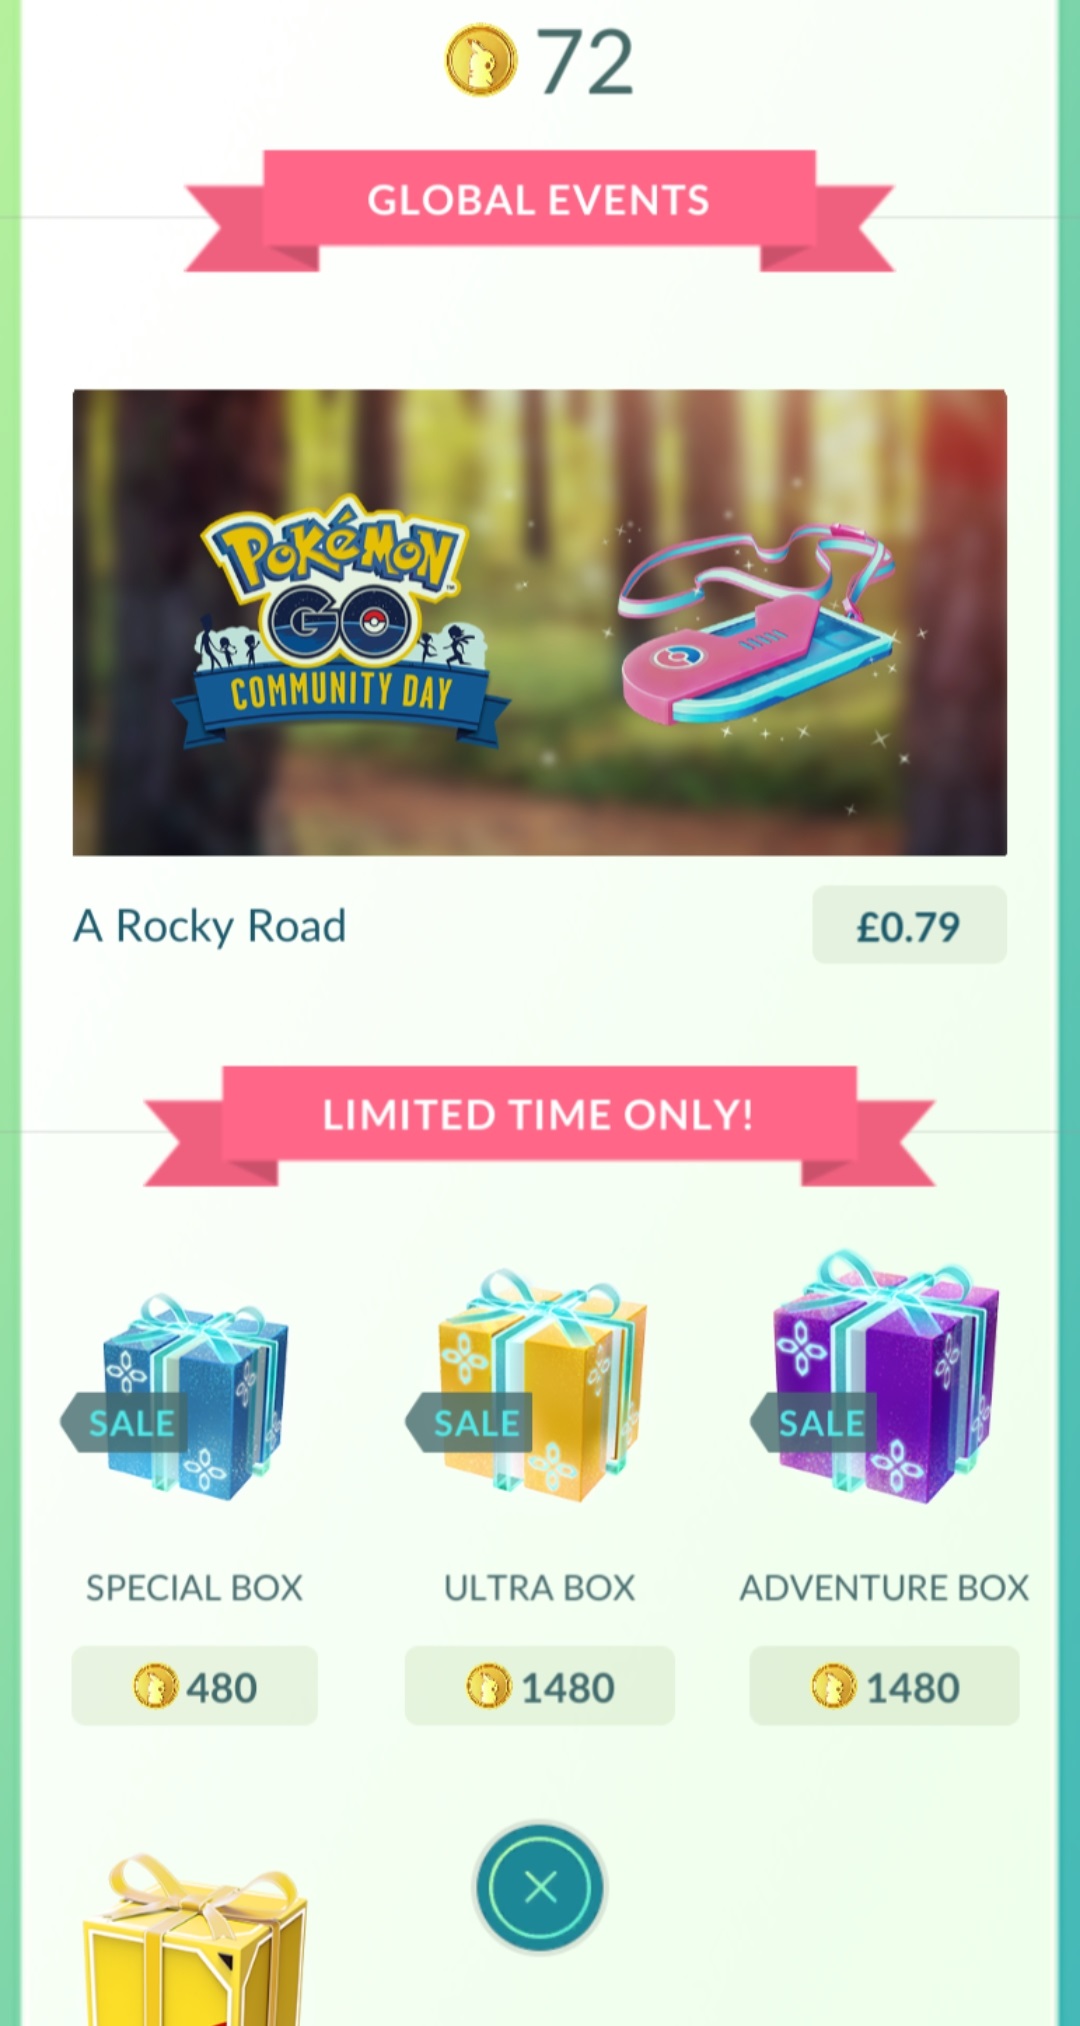 72
GLOBAL EVENTS
POKÉMON
GO
COMMUNITY DAY
A Rocky Road
£0.79
LIMITED TIME ONLY!
SALE
SALE
SALE
SPECIAL BOX
ULTRA BOX
ADVENTURE BOX
480
1480
1480